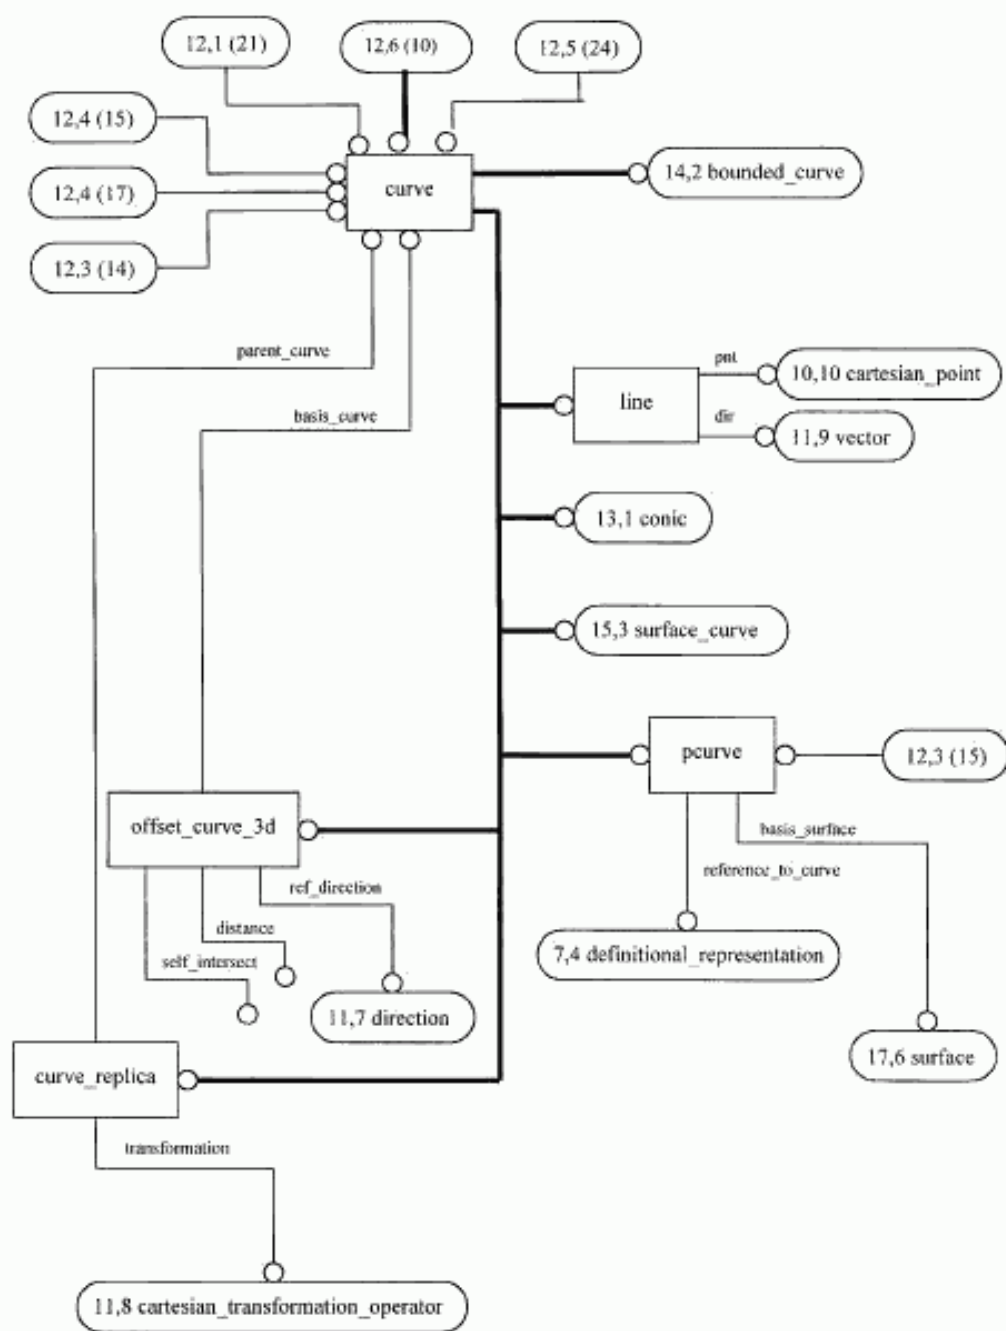 12,1 (21)
12,6 (10)
12,5 (24)
12,4 (15)
12,4 (17)
12,3 (14)
curve
14,2 bounded_curve
parent_curve
basis_curve
line
pnt
10,10 cartesian_point
dir
11,9 vector
13,1 conic
15,3 surface_curve
pcurve
12,3 (15)
offset_curve_3d
basis_surface
reference_to_curve
ref_direction
distance
self_intersect
7,4 definitional_representation
11,7 direction
17,6 surface
curve_replica
transformation
11,8 cartesian_transformation_operator